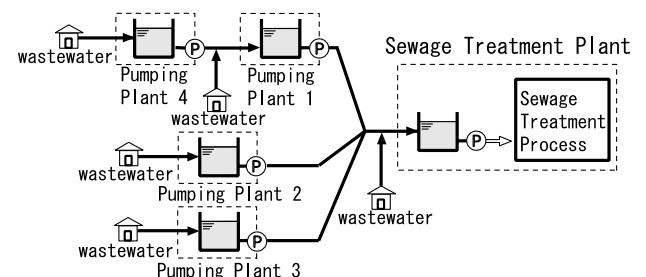 wastewater
Pumping
Plant 4
P
wastewater
Pumping
Plant 1
P
Sewage Treatment Plant
P
Sewage
Treatment
Process
wastewater
wastewater
P
Pumping Plant 2
wastewater
P
Pumping Plant 3